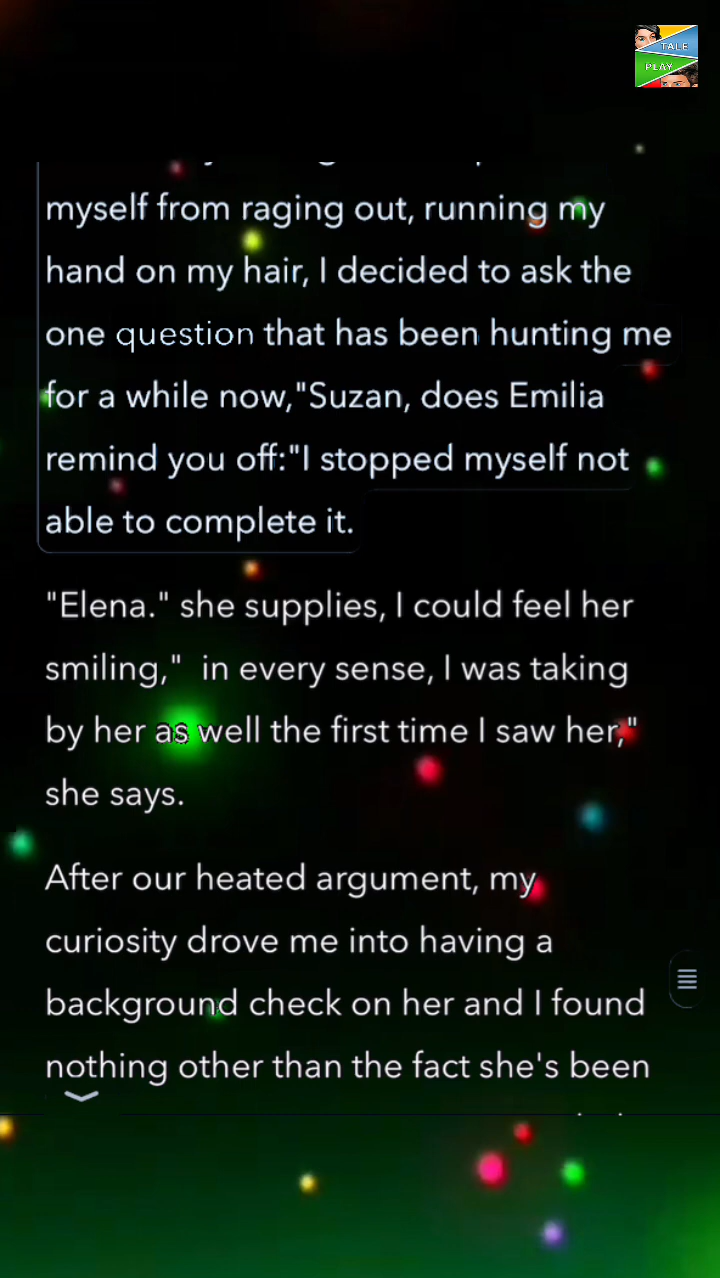 TALE
PLAY
myself from raging out, running my
hand on my hair, I decided to ask the
one question that has been hunting me
for a while now,"Suzan, does Emilia
remind you off:"I stopped myself not
able to complete it.
"Elena." she supplies, I could feel her
smiling,"  in every sense, I was taking
by her as well the first time I saw her,"
she says.
After our heated argument, my
curiosity drove me into having a
background check on her and I found
nothing other than the fact she's been